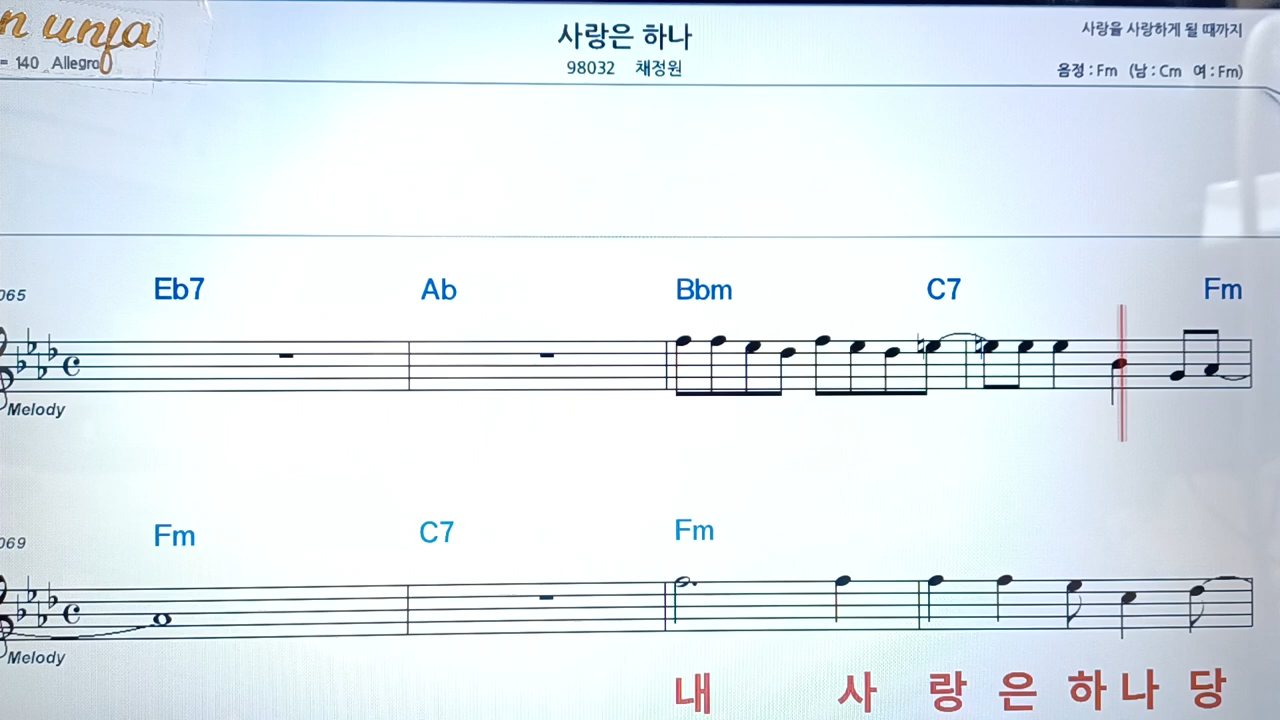 n unja
사랑은 하나
사랑을 사랑하게 될 때까지
= 140 Allegro
98032 채정원
음정 : Fm (남 : Cm 여 : Fm)
065
Eb7 Ab Bbm C7 Fm
Melody
069
Fm C7 Fm
Melody
내 사 랑 은 하 나 당